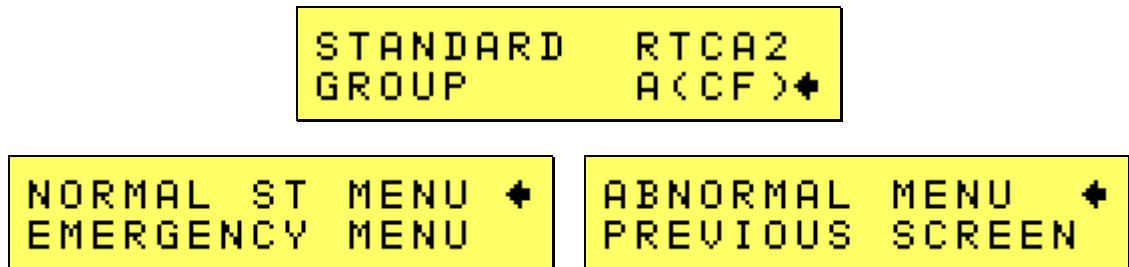 STANDARD RTCA2
GROUP A(CF)←
NORMAL ST MENU ←
EMERGENCY MENU
ABNORMAL MENU ←
PREVIOUS SCREEN